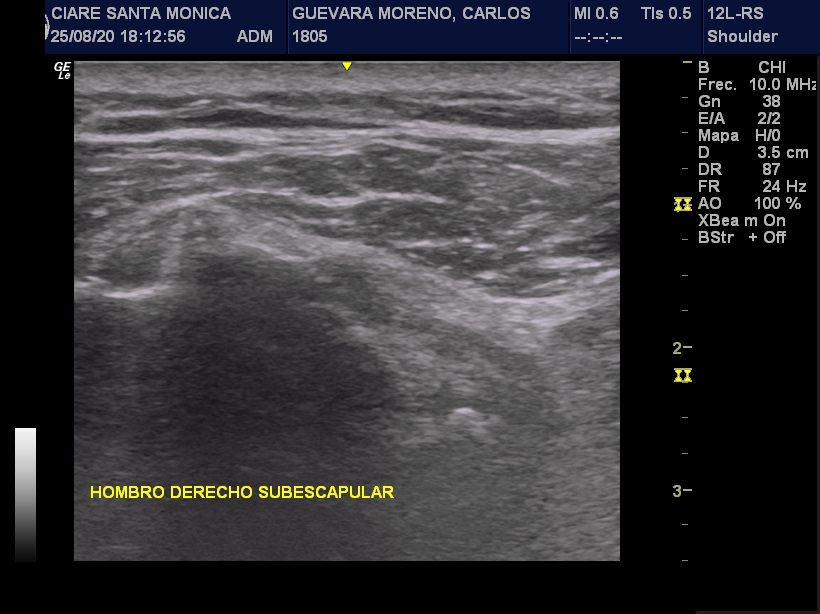 CIARE SANTA MONICA
GUEVARA MORENO, CARLOS
MI 0.6 TIs 0.5
12L-RS
25/08/20 18:12:56 ADM
1805
--:--:--
Shoulder
GE
Lè
B CHI
Frec. 10.0 MHz
Gn 38
E/A 2/2
Mapa H/0
D 3.5 cm
DR 87
FR 24 Hz
AO 100 %
XBea m On
BStr + Off
2
3
HOMBRO DERECHO SUBESCAPULAR